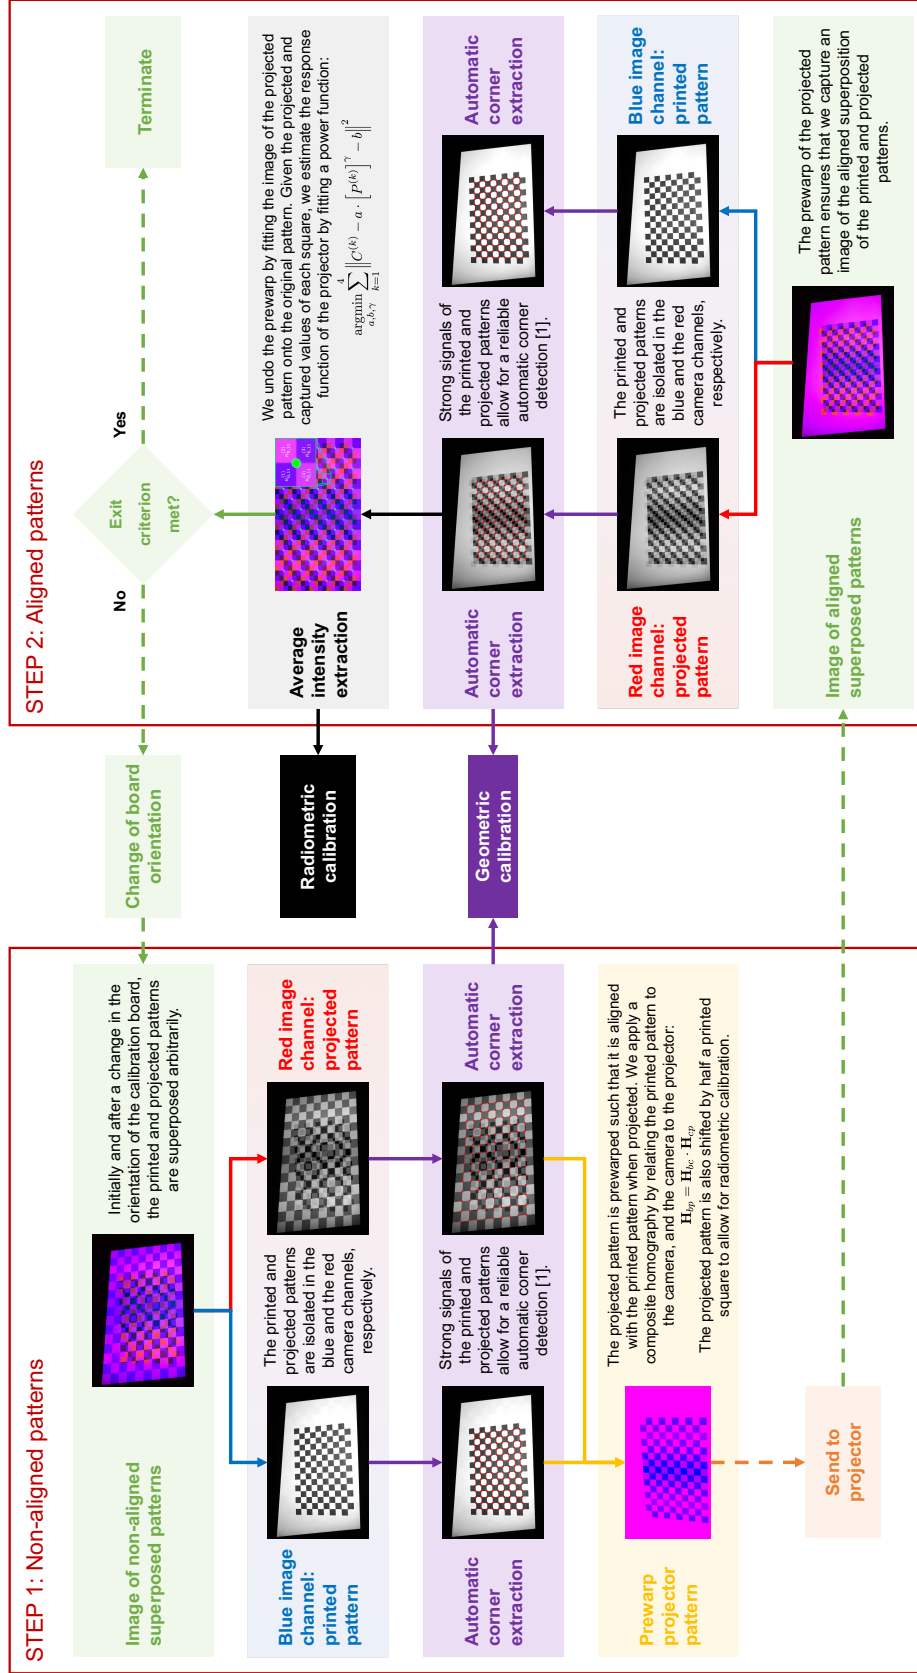 STEP 1: Non-aligned patterns
Image of non-aligned
superposed patterns
Initially and after a change in the
orientation of the calibration board,
the printed and projected patterns
are superposed arbitrarily.
Blue image
channel:
printed
pattern
The printed and
projected patterns
are isolated in the
blue and the red
camera channels,
respectively.
Red image
channel:
projected
pattern
Automatic
corner
extraction
Strong signals of
the printed and
projected patterns
allow for a reliable
automatic corner
detection [1].
Automatic
corner
extraction
Prewarp
projector
pattern
The projected pattern is prewarped such that it is aligned
with the printed pattern when projected. We apply a
composite homography by relating the printed pattern to
the camera, and the camera to the projector:
H_{bp} = H_{bc} · H_{cp}
The projected pattern is also shifted by half a printed
square to allow for radiometric calibration.
Send to
projector
Change of board
orientation
Radiometric
calibration
Geometric
calibration
STEP 2: Aligned patterns
No
Exit
criterion
met?
Yes
Terminate
Average
intensity
extraction
We undo the prewarp by fitting the image of the projected
pattern onto the original pattern. Given the projected and
captured values of each square, we estimate the response
function of the projector by fitting a power function:
argmin_{a,b,γ} ∑_{k=1}^{4} ‖C^{(k)} − a · [P^{(k)}]^γ − b‖²
Automatic
corner
extraction
Strong signals of
the printed and
projected patterns
allow for a reliable
automatic corner
detection [1].
Automatic
corner
extraction
Red image
channel:
projected
pattern
The printed and
projected patterns
are isolated in the
blue and the red
camera channels,
respectively.
Blue image
channel:
printed
pattern
Image of aligned
superposed patterns
The prewarp of the projected
pattern ensures that we capture an
image of the aligned superposition
of the printed and projected
patterns.